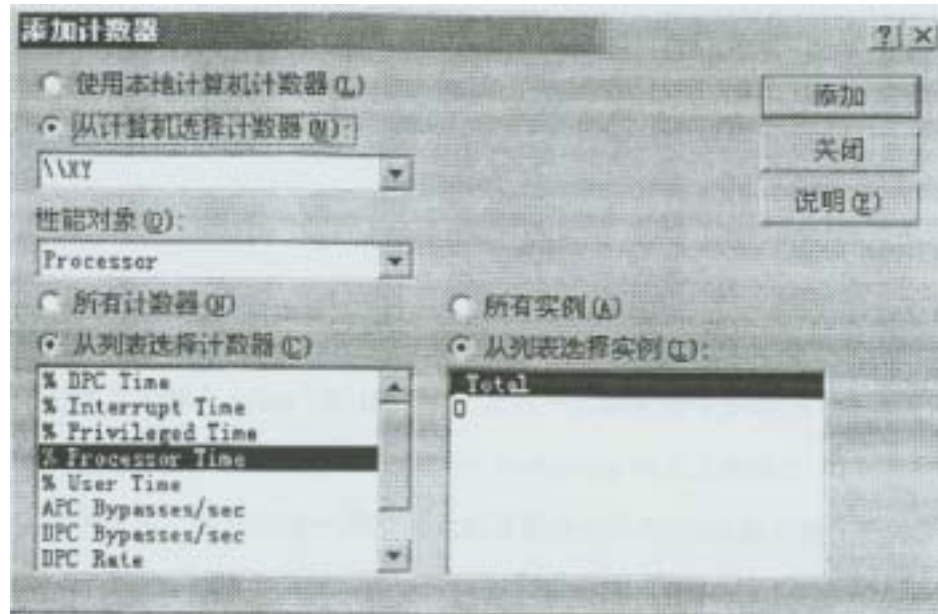 添加计数器
使用本地计算机计数器(L)
添加
从计算机选择计数器(N):
关闭
\\XY
说明(E)
性能对象(O):
Processor
所有计数器(W)
所有实例(A)
从列表选择计数器(C)
从列表选择实例(I):
% DPC Time
_Total
% Interrupt Time
0
% Privileged Time
% Processor Time
% User Time
APC Bypasses/sec
DPC Bypasses/sec
DPC Rate